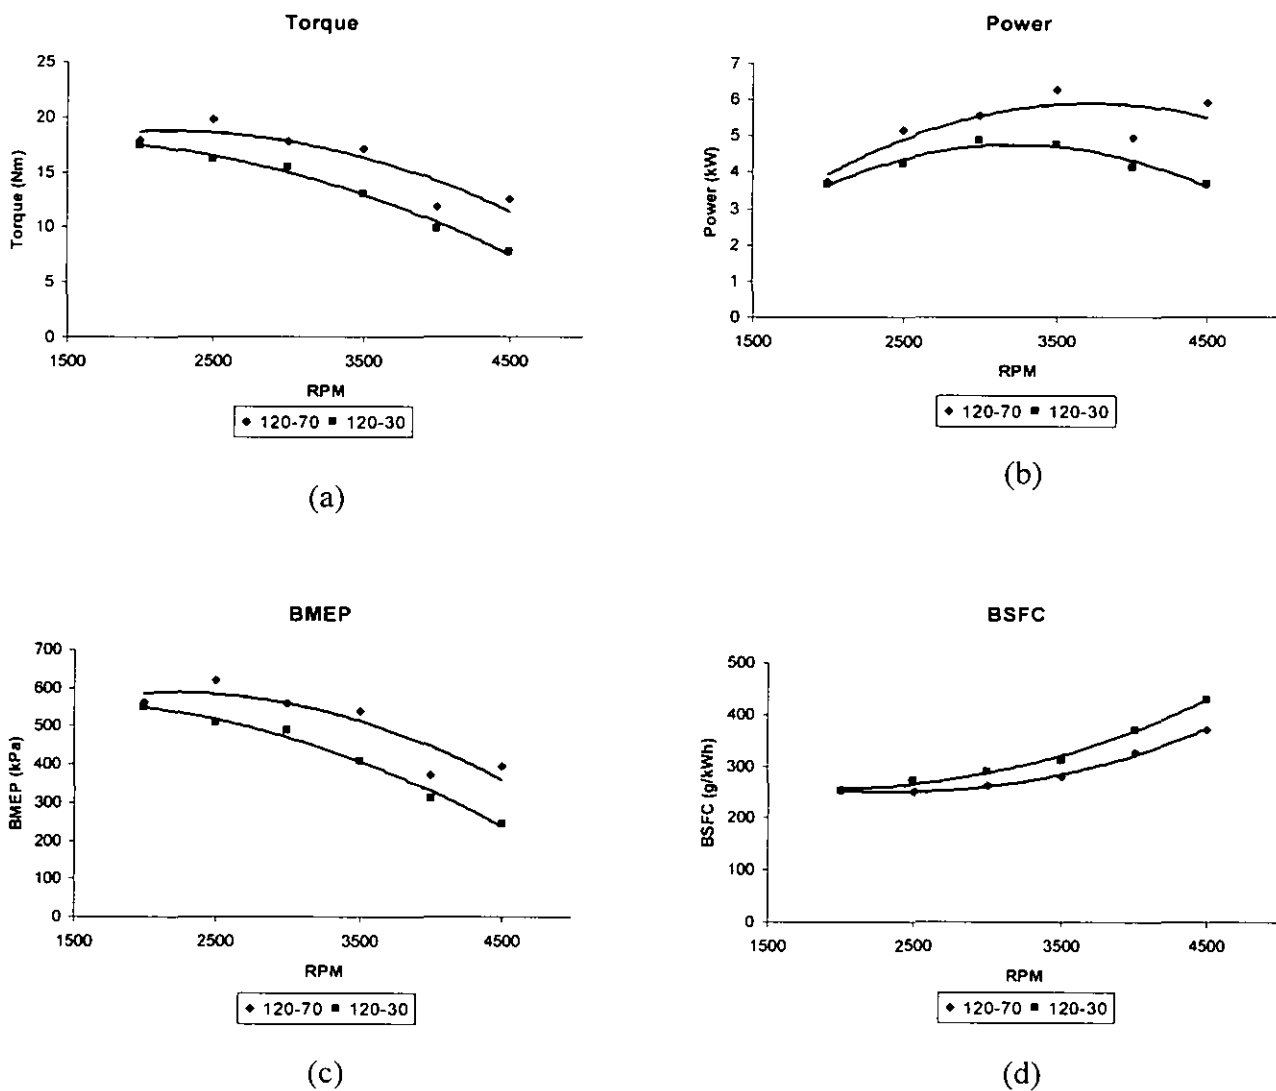 Torque
25
20
15
10
5
0
Torque (Nm)
1500 2500 3500 4500
RPM
120-70 120-30
(a)
Power
7
6
5
4
3
2
1
0
Power (kW)
1500 2500 3500 4500
RPM
120-70 120-30
(b)
BMEP
700
600
500
400
300
200
100
0
BMEP (kPa)
1500 2500 3500 4500
RPM
120-70 120-30
(c)
BSFC
500
400
300
200
100
0
BSFC (g/kWh)
1500 2500 3500 4500
RPM
120-70 120-30
(d)